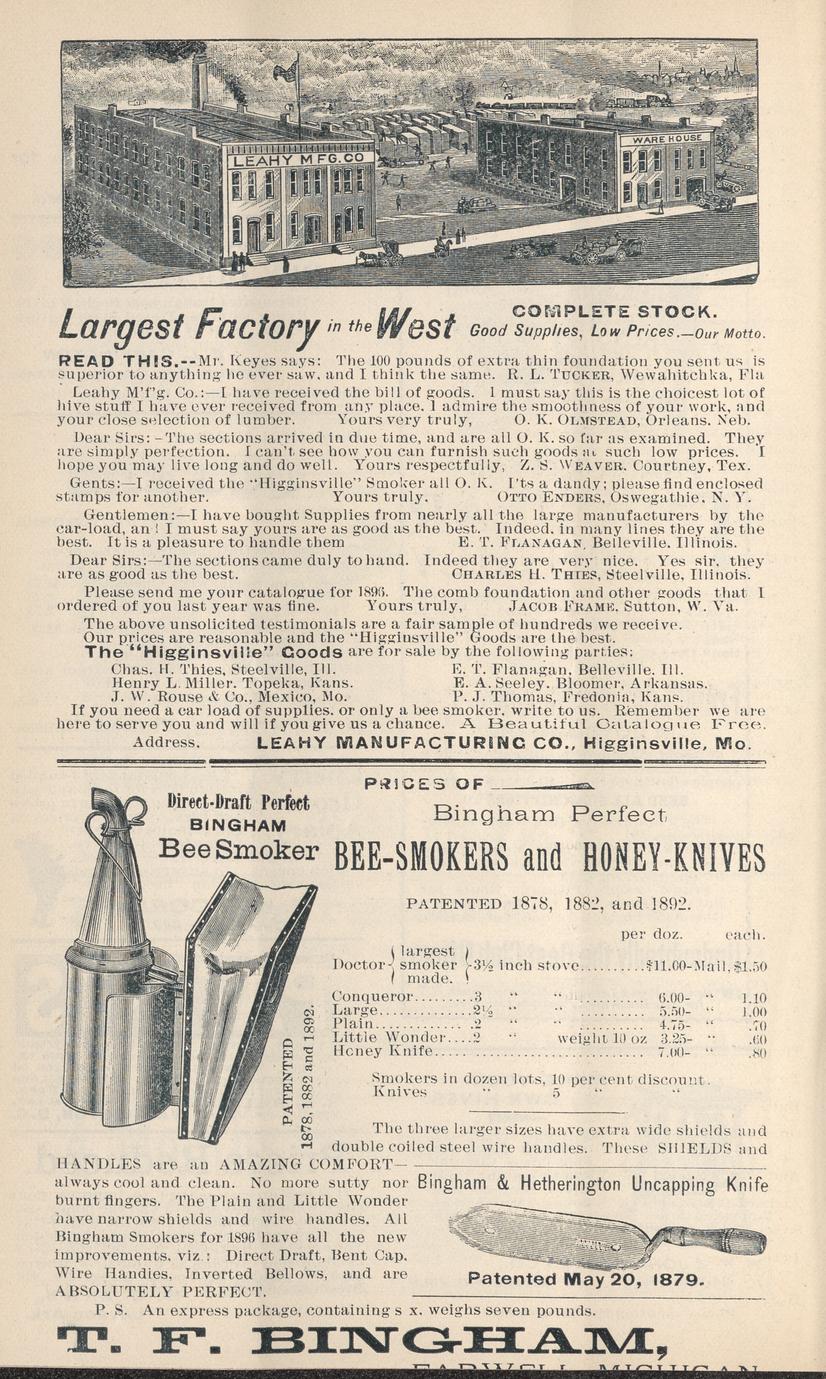 LEAHY MFG. CO
WARE HOUSE
Largest Factory in the West
COMPLETE STOCK.
Good Supplies, Low Prices.—Our Motto.
READ THIS.--Mr. Keyes says: The 100 pounds of extra thin foundation you sent us is
superior to anything he ever saw, and I think the same. R. L. TUCKER, Wewahitchka, Fla
Leahy M'f'g. Co.:—I have received the bill of goods. I must say this is the choicest lot of
hive stuff I have ever received from any place. I admire the smoothness of your work, and
your close selection of lumber. Yours very truly, O. K. OLMSTEAD, Orleans. Neb.
Dear Sirs:-The sections arrived in due time, and are all O. K. so far as examined. They
are simply perfection. I can't see how you can furnish such goods at such low prices. I
hope you may live long and do well. Yours respectfully, Z. S. WEAVER. Courtney, Tex.
Gents:—I received the "Higginsville" Smoker all O. K. I'ts a dandy; please find enclosed
stamps for another. Yours truly. OTTO ENDERS, Oswegathie, N. Y.
Gentlemen:—I have bought Supplies from nearly all the large manufacturers by the
car-load, an I must say yours are as good as the best. Indeed. in many lines they are the
best. It is a pleasure to handle them E. T. FLANAGAN, Belleville, Illinois.
Dear Sirs:—The sections came duly to hand. Indeed they are very nice. Yes sir, they
are as good as the best. CHARLES H. THIES, Steelville, Illinois.
Please send me your catalogue for 1896. The comb foundation and other goods that I
ordered of you last year was fine. Yours truly, JACOB FRAME. Sutton, W. Va.
The above unsolicited testimonials are a fair sample of hundreds we receive.
Our prices are reasonable and the "Higginsville" Goods are the best.
The "Higginsville" Goods are for sale by the following parties:
Chas. H. Thies, Steelville, Ill. E. T. Flanagan, Belleville. Ill.
Henry L. Miller. Topeka, Kans. E. A. Seeley. Bloomer, Arkansas.
J. W. Rouse & Co., Mexico, Mo. P. J. Thomas, Fredonia, Kans.
If you need a car load of supplies. or only a bee smoker, write to us. Remember we are
here to serve you and will if you give us a chance. A Beautiful Catalogue Free.
Address, LEAHY MANUFACTURING CO., Higginsville, Mo.
Direct-Draft Perfect
BINGHAM
Bee Smoker
PATENTED
1878, 1882 and 1892.
PRICES OF
Bingham Perfect
BEE-SMOKERS and HONEY-KNIVES
PATENTED 1878, 1882, and 1892.
per doz. each.
Doctor { largest smoker made. } 3½ inch stove.........$11.00-Mail, $1.50
Conqueror.........3 " " .......... 6.00- " 1.10
Large..............2½ " " .......... 5.50- " 1.00
Plain............. .2 " " .......... 4.75- " .70
Little Wonder....2 " weight 10 oz 3.25- " .60
Honey Knife..... .............................. 7.00- " .80
Smokers in dozen lots, 10 per cent discount.
Knives " 5 " "
The three larger sizes have extra wide shields and
double coiled steel wire handles. These SHIELDS and
HANDLES are an AMAZING COMFORT—
always cool and clean. No more sutty nor
burnt fingers. The Plain and Little Wonder
have narrow shields and wire handles. All
Bingham Smokers for 1896 have all the new
improvements, viz.: Direct Draft, Bent Cap,
Wire Handles, Inverted Bellows, and are
ABSOLUTELY PERFECT.
Bingham & Hetherington Uncapping Knife
Patented May 20, 1879.
P. S. An express package, containing s x. weighs seven pounds.
T. F. BINGHAM,
FARWELL, MICHIGAN